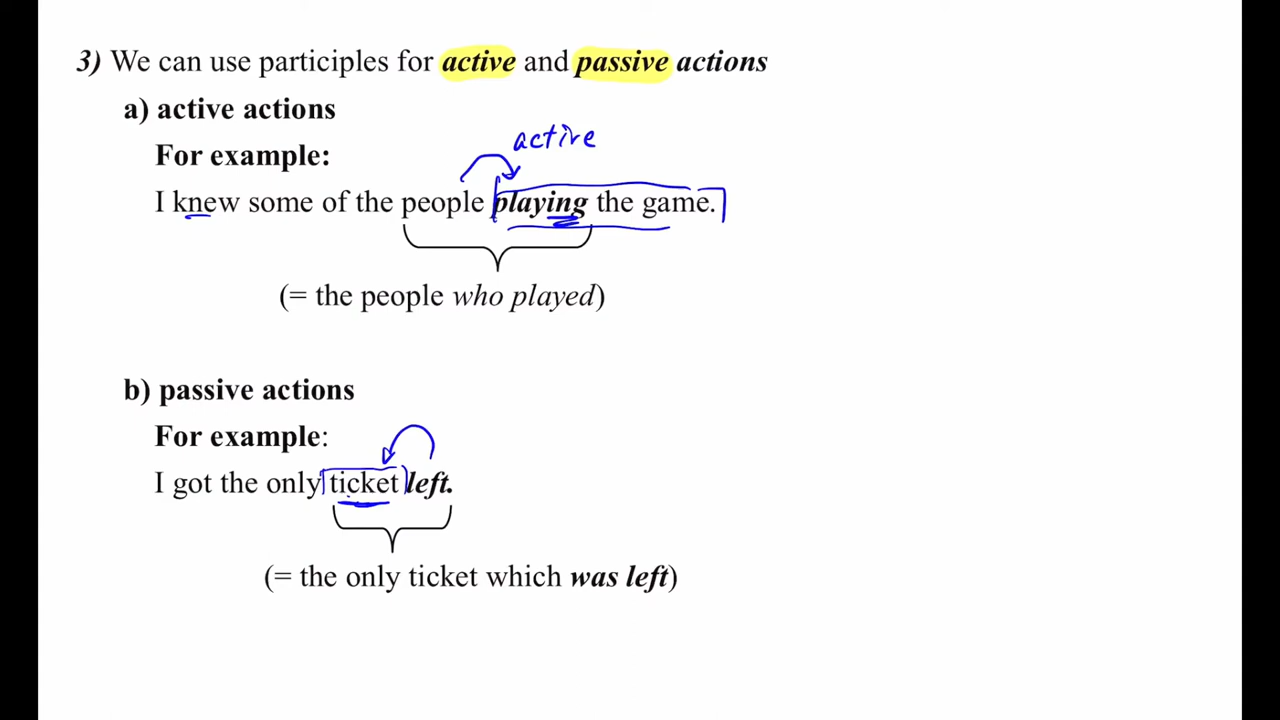 3) We can use participles for active and passive actions
a) active actions
For example:
active
I knew some of the people playing the game.
(= the people who played)
b) passive actions
For example:
I got the only ticket left.
(= the only ticket which was left)